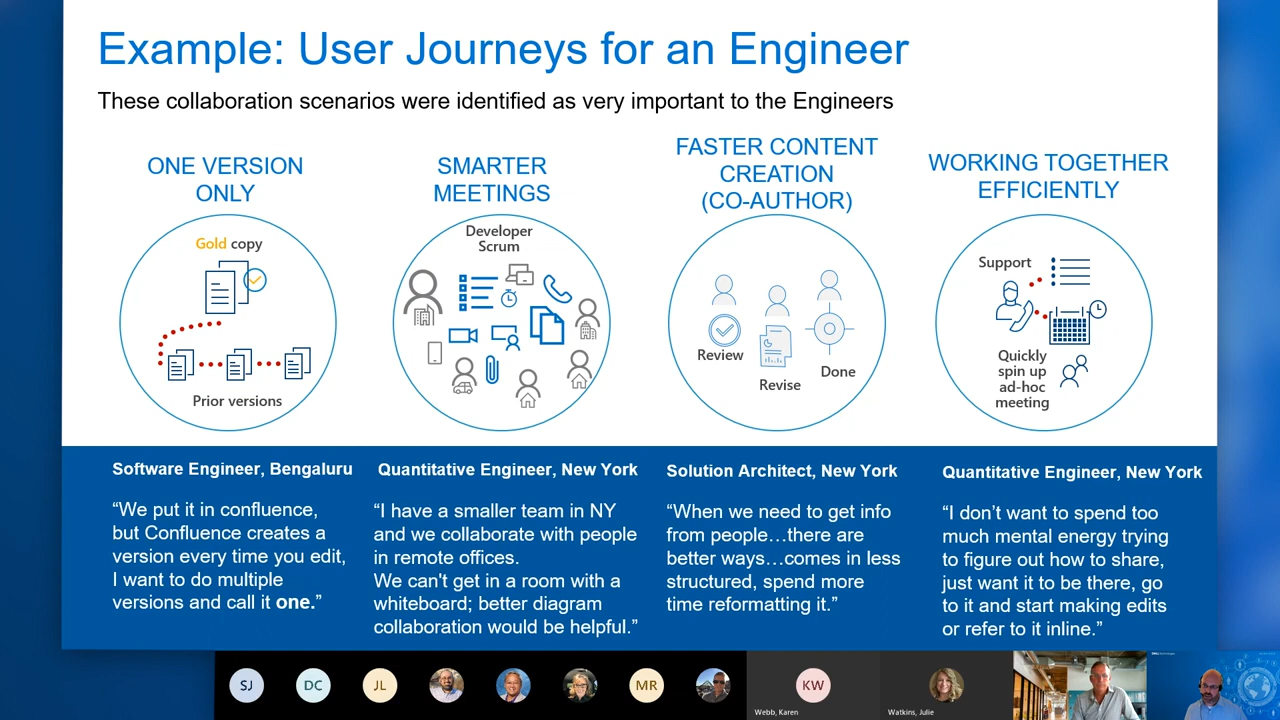 Example: User Journeys for an Engineer
These collaboration scenarios were identified as very important to the Engineers
ONE VERSION
ONLY
Gold copy
Prior versions
SMARTER
MEETINGS
Developer
Scrum
FASTER CONTENT
CREATION
(CO-AUTHOR)
Review
Revise
Done
WORKING TOGETHER
EFFICIENTLY
Support
Quickly
spin up
ad-hoc
meeting
Software Engineer, Bengaluru
“We put it in confluence,
but Confluence creates a
version every time you edit,
I want to do multiple
versions and call it one.”
Quantitative Engineer, New York
“I have a smaller team in NY
and we collaborate with people
in remote offices.
We can't get in a room with a
whiteboard; better diagram
collaboration would be helpful.”
Solution Architect, New York
“When we need to get info
from people…there are
better ways…comes in less
structured, spend more
time reformatting it.”
Quantitative Engineer, New York
“I don’t want to spend too
much mental energy trying
to figure out how to share,
just want it to be there, go
to it and start making edits
or refer to it inline.”
SJ
DC
JL
MR
KW
Webb, Karen
Watkins, Julie